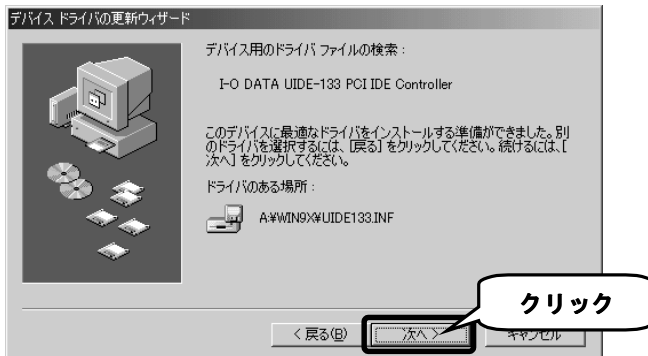 デバイス ドライバの更新ウィザード
デバイス用のドライバ ファイルの検索 :
I-O DATA UIDE-133 PCI IDE Controller
このデバイスに最適なドライバをインストールする準備ができました。別
のドライバを選択するには、[戻る] をクリックしてください。続けるには、[
次へ] をクリックしてください。
ドライバのある場所 :
A:¥WIN9X¥UIDE133.INF
クリック
< 戻る(B)
次へ >
キャンセル